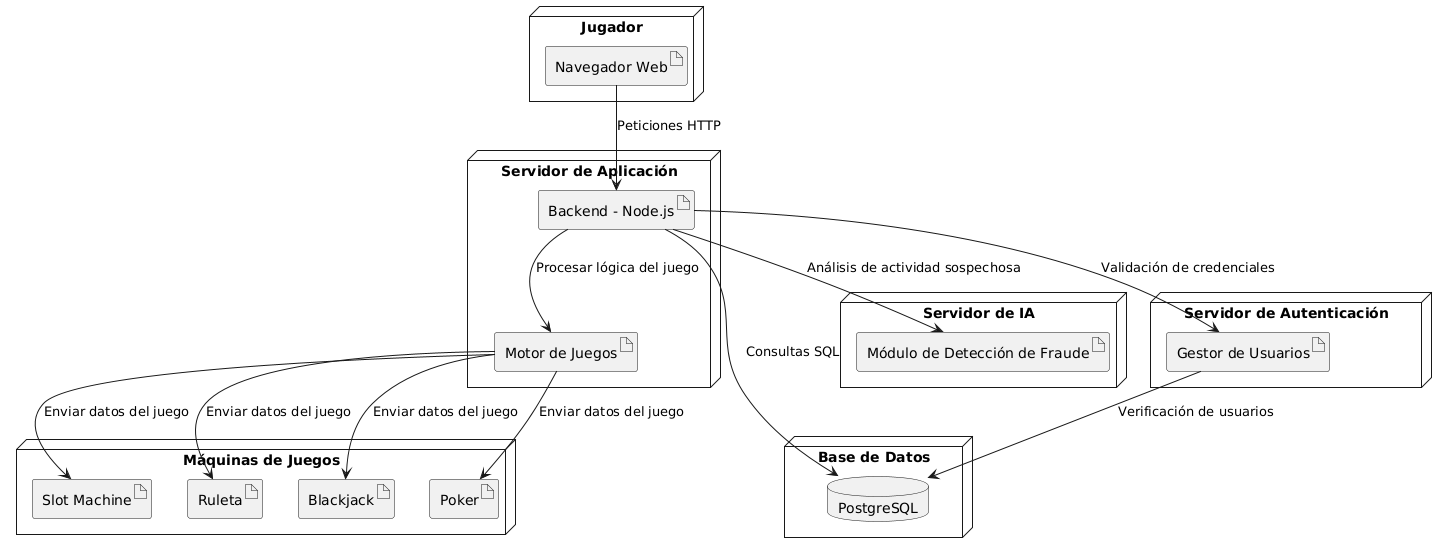 Jugador
Navegador Web
Peticiones HTTP
Servidor de Aplicación
Backend - Node.js
Procesar lógica del juego
Análisis de actividad sospechosa
Validación de credenciales
Servidor de IA
Servidor de Autenticación
Motor de Juegos
Consultas SQL
Módulo de Detección de Fraude
Gestor de Usuarios
Enviar datos del juego
Enviar datos del juego
Enviar datos del juego
Enviar datos del juego
Verificación de usuarios
Máquinas de Juegos
Base de Datos
Slot Machine
Ruleta
Blackjack
Poker
PostgreSQL